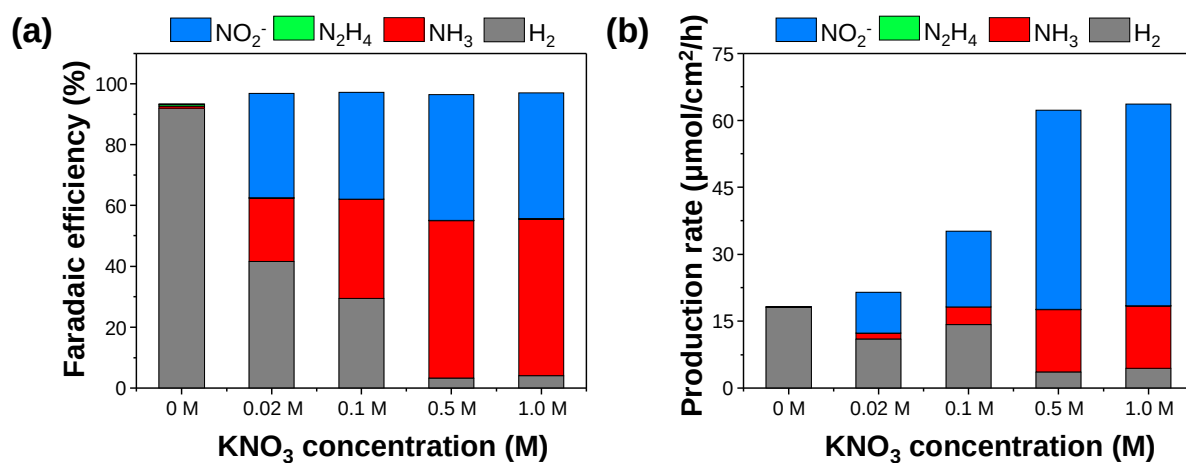 (a)
NO₂⁻ N₂H₄ NH₃ H₂
Faradaic efficiency (%)
100
80
60
40
20
0
0 M 0.02 M 0.1 M 0.5 M 1.0 M
KNO₃ concentration (M)
(b)
NO₂⁻ N₂H₄ NH₃ H₂
Production rate (μmol/cm²/h)
75
60
45
30
15
0
0 M 0.02 M 0.1 M 0.5 M 1.0 M
KNO₃ concentration (M)